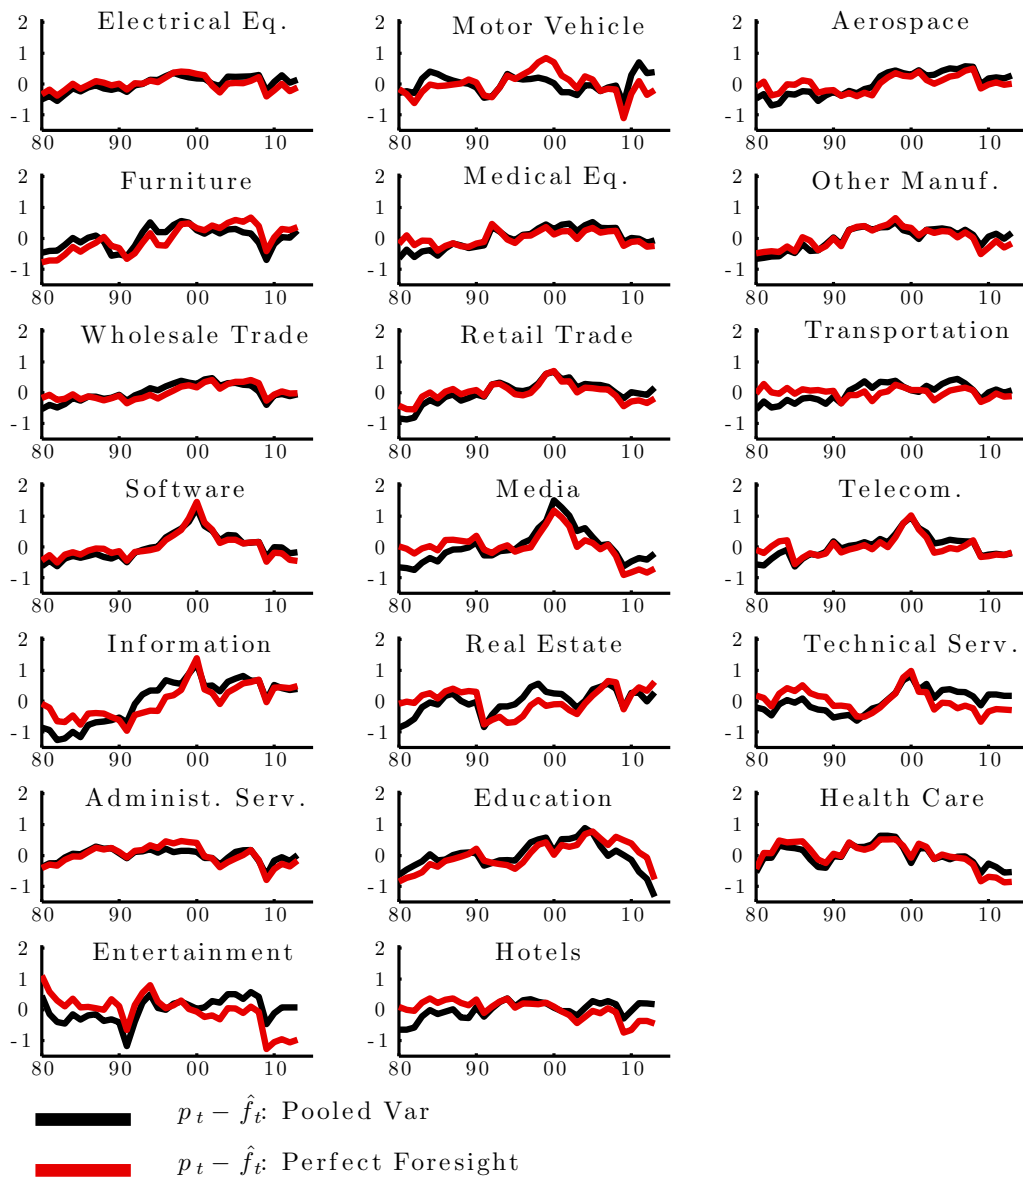 Electrical Eq.
2
1
0
-1
80 90 00 10
Motor Vehicle
2
1
0
-1
80 90 00 10
Aerospace
2
1
0
-1
80 90 00 10
Furniture
2
1
0
-1
80 90 00 10
Medical Eq.
2
1
0
-1
80 90 00 10
Other Manuf.
2
1
0
-1
80 90 00 10
Wholesale Trade
2
1
0
-1
80 90 00 10
Retail Trade
2
1
0
-1
80 90 00 10
Transportation
2
1
0
-1
80 90 00 10
Software
2
1
0
-1
80 90 00 10
Media
2
1
0
-1
80 90 00 10
Telecom.
2
1
0
-1
80 90 00 10
Information
2
1
0
-1
80 90 00 10
Real Estate
2
1
0
-1
80 90 00 10
Technical Serv.
2
1
0
-1
80 90 00 10
Administ. Serv.
2
1
0
-1
80 90 00 10
Education
2
1
0
-1
80 90 00 10
Health Care
2
1
0
-1
80 90 00 10
Entertainment
2
1
0
-1
80 90 00 10
Hotels
2
1
0
-1
80 90 00 10
p_t − f̂_t: Pooled Var
p_t − f̂_t: Perfect Foresight